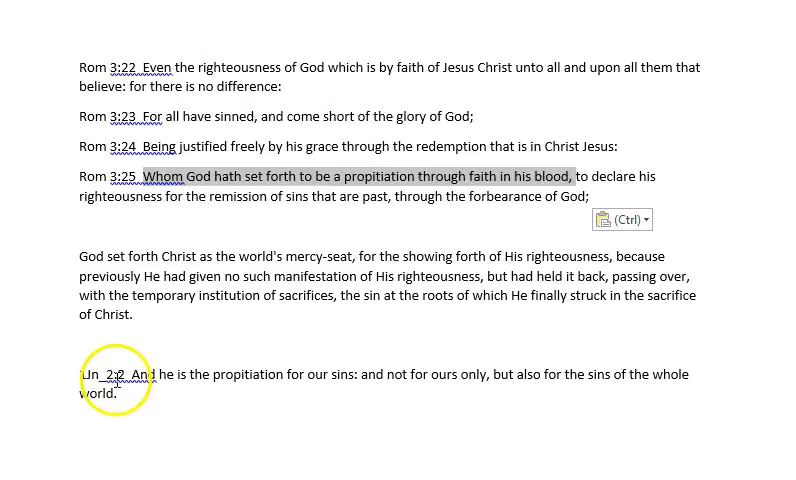 Rom 3:22  Even the righteousness of God which is by faith of Jesus Christ unto all and upon all them that
believe: for there is no difference:
Rom 3:23  For all have sinned, and come short of the glory of God;
Rom 3:24  Being justified freely by his grace through the redemption that is in Christ Jesus:
Rom 3:25  Whom God hath set forth to be a propitiation through faith in his blood, to declare his
righteousness for the remission of sins that are past, through the forbearance of God;
(Ctrl)
God set forth Christ as the world's mercy-seat, for the showing forth of His righteousness, because
previously He had given no such manifestation of His righteousness, but had held it back, passing over,
with the temporary institution of sacrifices, the sin at the roots of which He finally struck in the sacrifice
of Christ.
1Jn  2:2  And he is the propitiation for our sins: and not for ours only, but also for the sins of the whole
world.